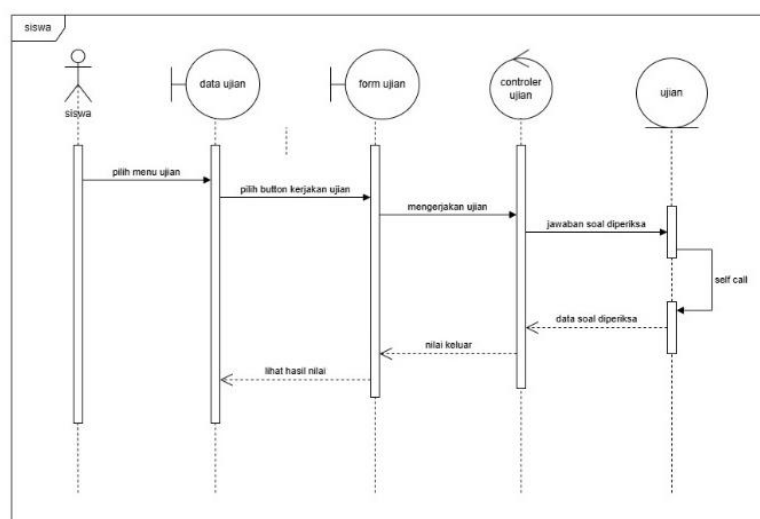 siswa
siswa
data ujian
form ujian
controler
ujian
ujian
pilih menu ujian
pilih button kerjakan ujian
mengerjakan ujian
jawaban soal diperiksa
self call
data soal diperiksa
nilai keluar
lihat hasil nilai